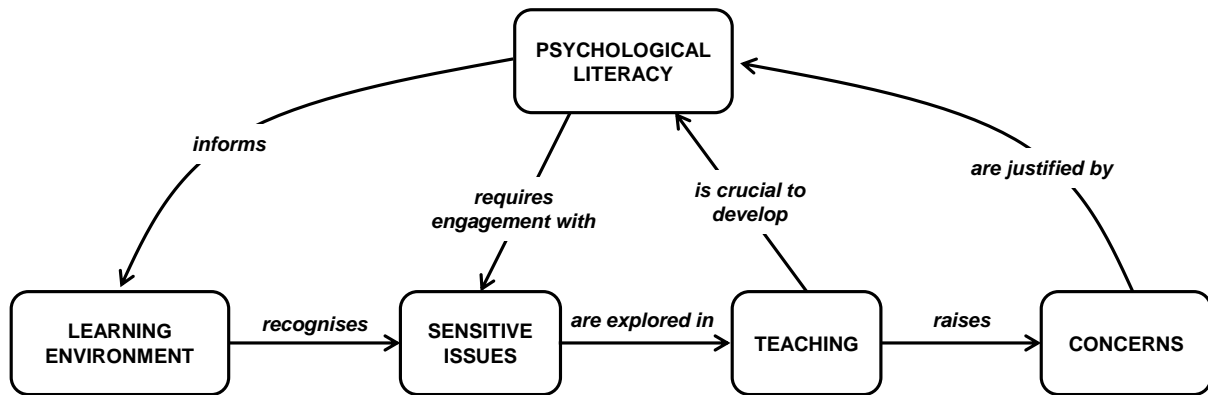 PSYCHOLOGICAL
LITERACY
informs
are justified by
requires
engagement with
is crucial to
develop
LEARNING
ENVIRONMENT
recognises
SENSITIVE
ISSUES
are explored in
TEACHING
raises
CONCERNS